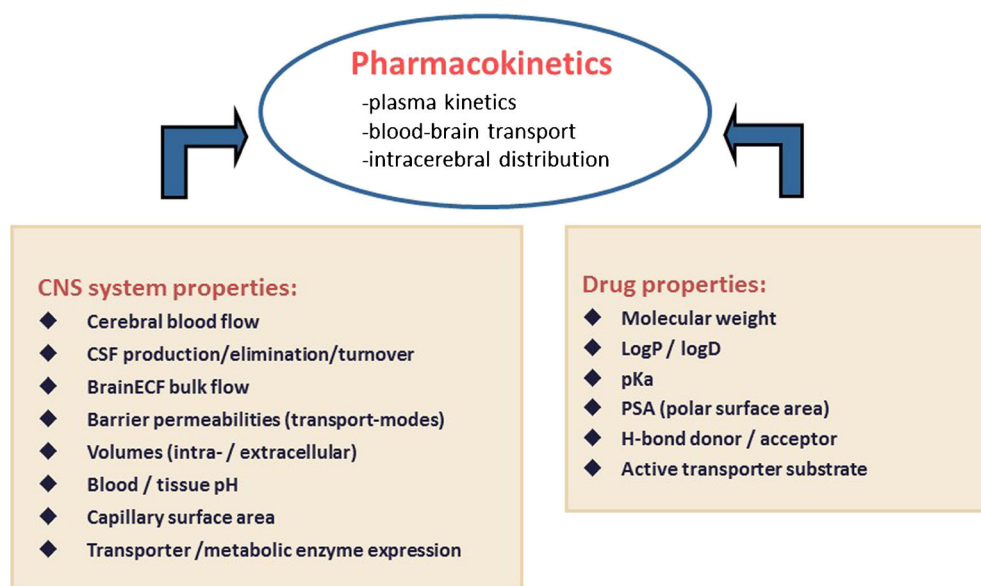 Pharmacokinetics
-plasma kinetics
-blood-brain transport
-intracerebral distribution
CNS system properties:
Cerebral blood flow
CSF production/elimination/turnover
BrainECF bulk flow
Barrier permeabilities (transport-modes)
Volumes (intra- / extracellular)
Blood / tissue pH
Capillary surface area
Transporter /metabolic enzyme expression
Drug properties:
Molecular weight
LogP / logD
pKa
PSA (polar surface area)
H-bond donor / acceptor
Active transporter substrate